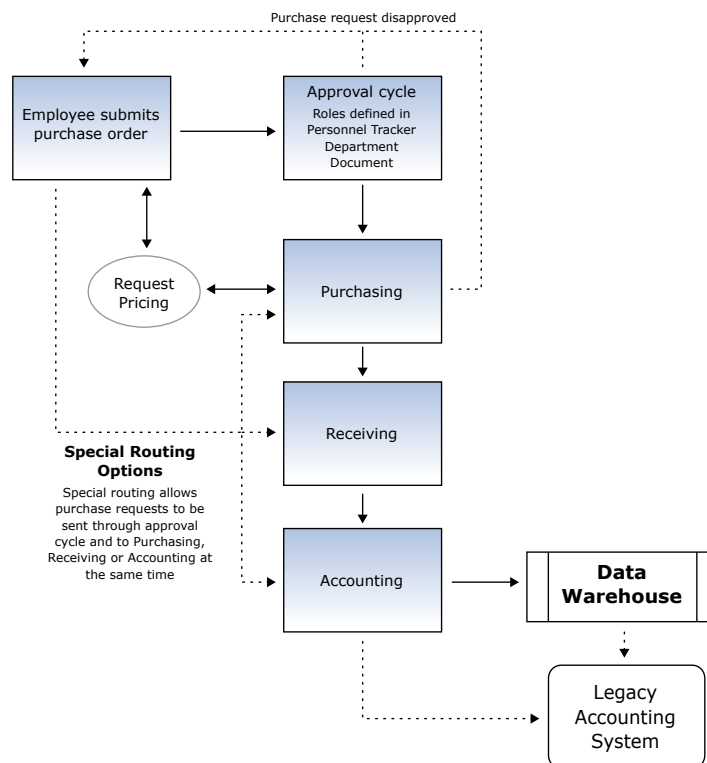 Purchase request disapproved
Employee submits
purchase order
Approval cycle
Roles defined in
Personnel Tracker
Department
Document
Request
Pricing
Purchasing
Receiving
Special Routing
Options
Special routing allows
purchase requests to be
sent through approval
cycle and to Purchasing,
Receiving or Accounting at
the same time
Accounting
Data
Warehouse
Legacy
Accounting
System